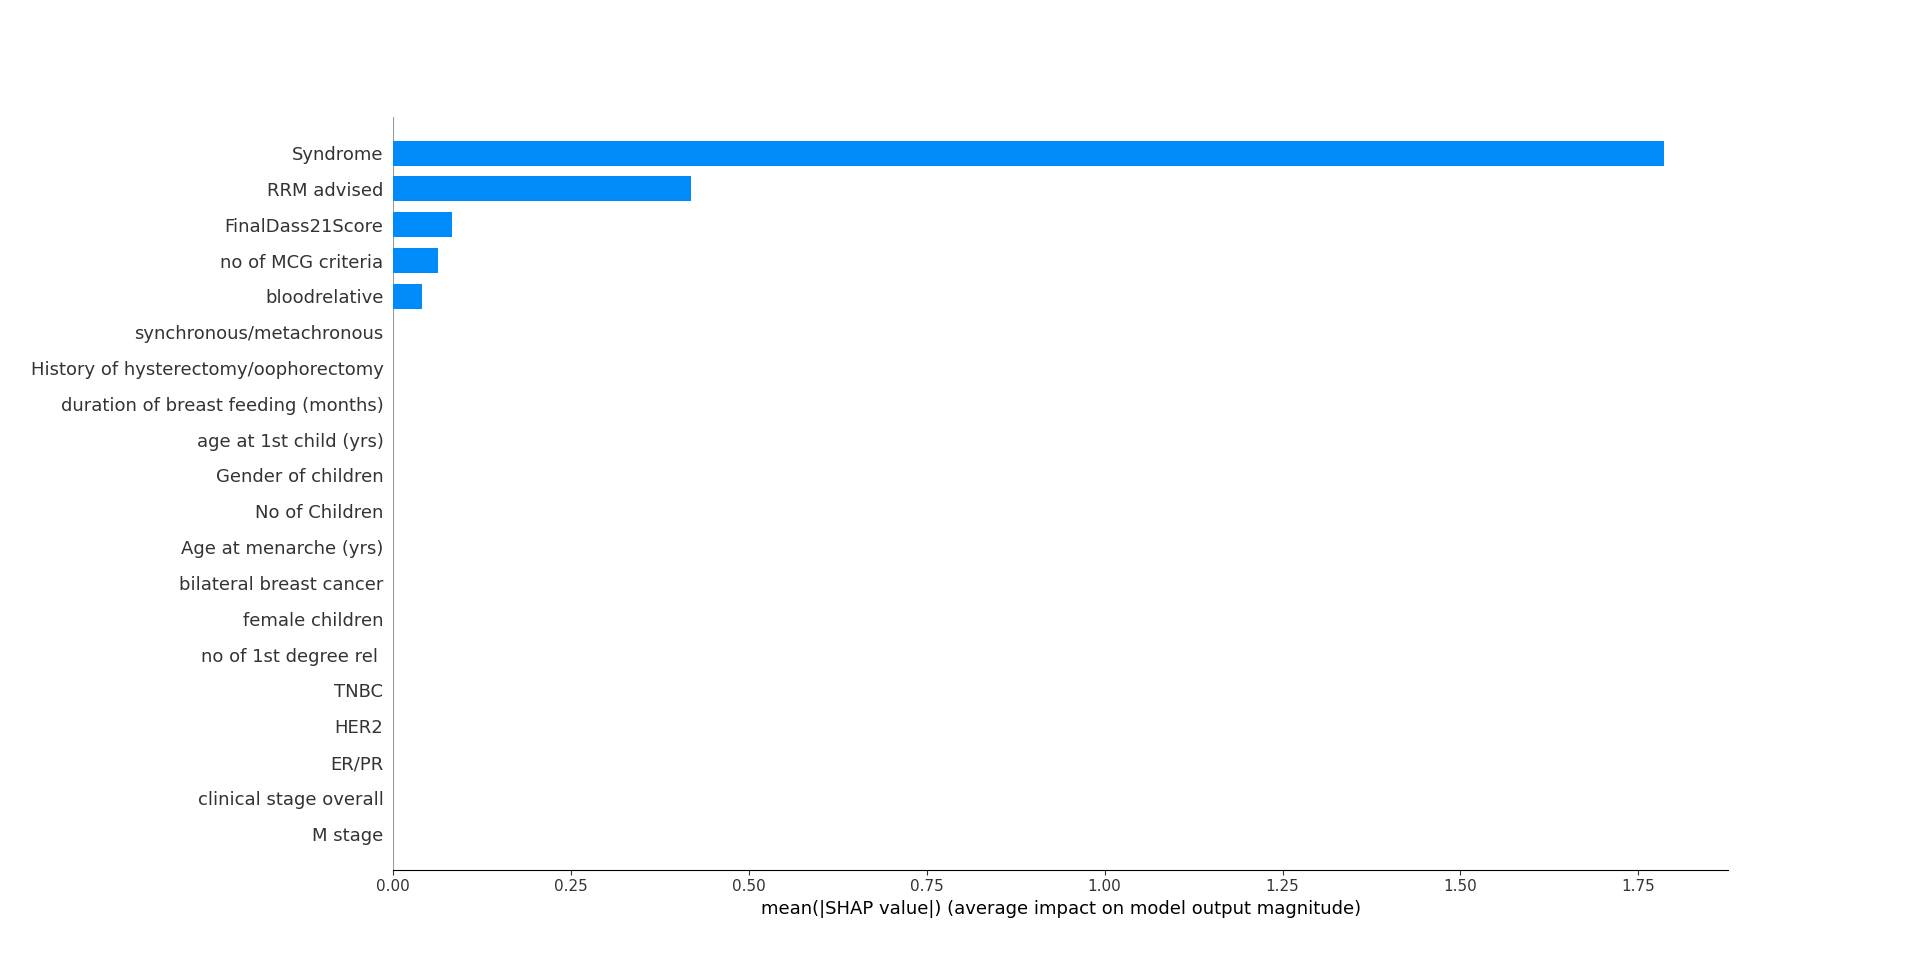 Syndrome
RRM advised
FinalDass21Score
no of MCG criteria
bloodrelative
synchronous/metachronous
History of hysterectomy/oophorectomy
duration of breast feeding (months)
age at 1st child (yrs)
Gender of children
No of Children
Age at menarche (yrs)
bilateral breast cancer
female children
no of 1st degree rel
TNBC
HER2
ER/PR
clinical stage overall
M stage
0.00 0.25 0.50 0.75 1.00 1.25 1.50 1.75
mean(|SHAP value|) (average impact on model output magnitude)